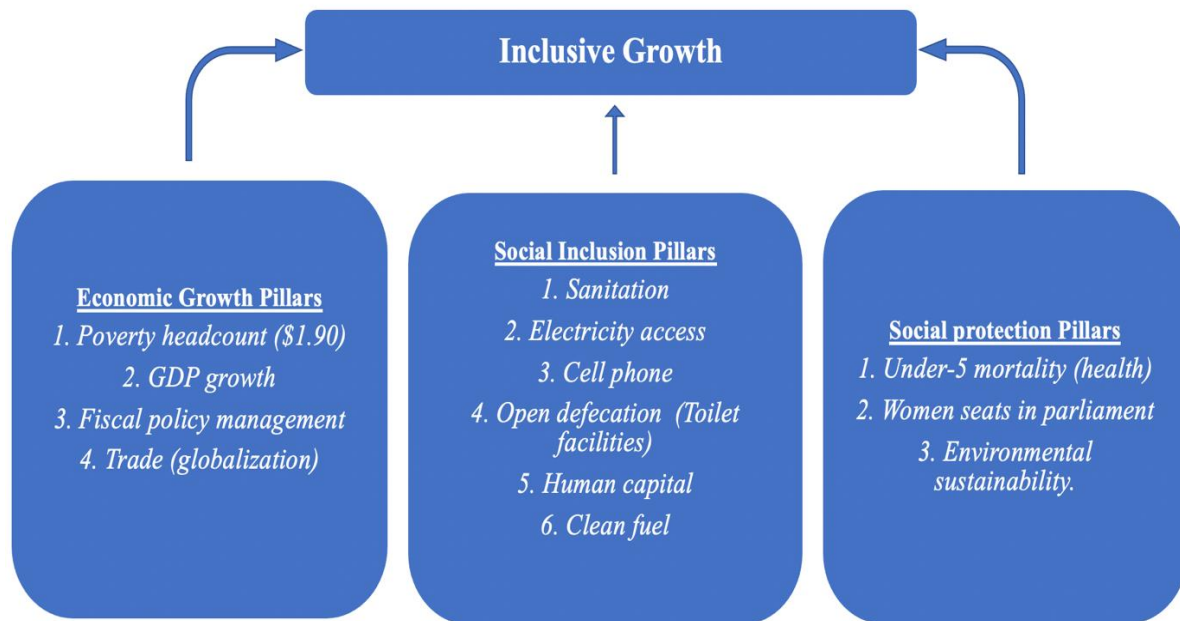 Inclusive Growth
Economic Growth Pillars
1. Poverty headcount ($1.90)
2. GDP growth
3. Fiscal policy management
4. Trade (globalization)
Social Inclusion Pillars
1. Sanitation
2. Electricity access
3. Cell phone
4. Open defecation (Toilet
facilities)
5. Human capital
6. Clean fuel
Social protection Pillars
1. Under-5 mortality (health)
2. Women seats in parliament
3. Environmental
sustainability.